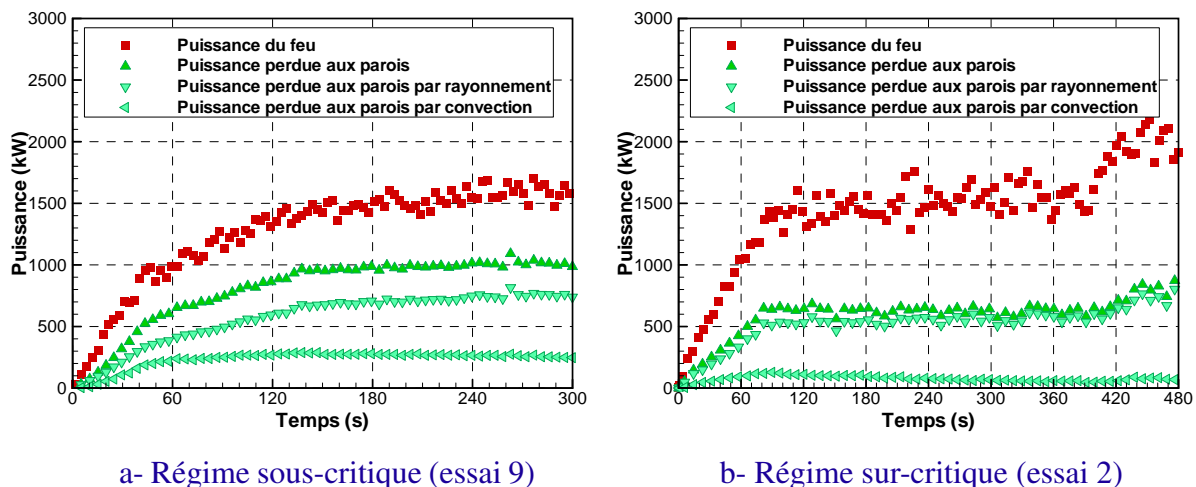 3000
2500
2000
1500
1000
500
0
Puissance (kW)
Puissance du feu
Puissance perdue aux parois
Puissance perdue aux parois par rayonnement
Puissance perdue aux parois par convection
0 60 120 180 240 300
Temps (s)
a- Régime sous-critique (essai 9)
3000
2500
2000
1500
1000
500
0
Puissance (kW)
Puissance du feu
Puissance perdue aux parois
Puissance perdue aux parois par rayonnement
Puissance perdue aux parois par convection
0 60 120 180 240 300 360 420 480
Temps (s)
b- Régime sur-critique (essai 2)